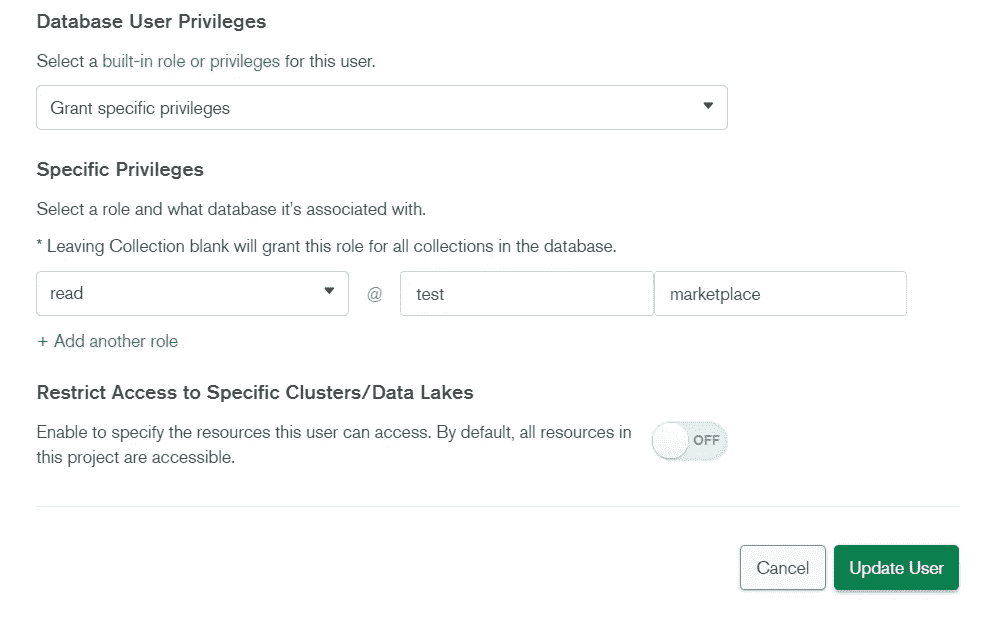 Database User Privileges
Select a built-in role or privileges for this user.
Grant specific privileges
Specific Privileges
Select a role and what database it's associated with.
* Leaving Collection blank will grant this role for all collections in the database.
read @ test marketplace
+ Add another role
Restrict Access to Specific Clusters/Data Lakes
Enable to specify the resources this user can access. By default, all resources in
this project are accessible.
OFF
Cancel Update User